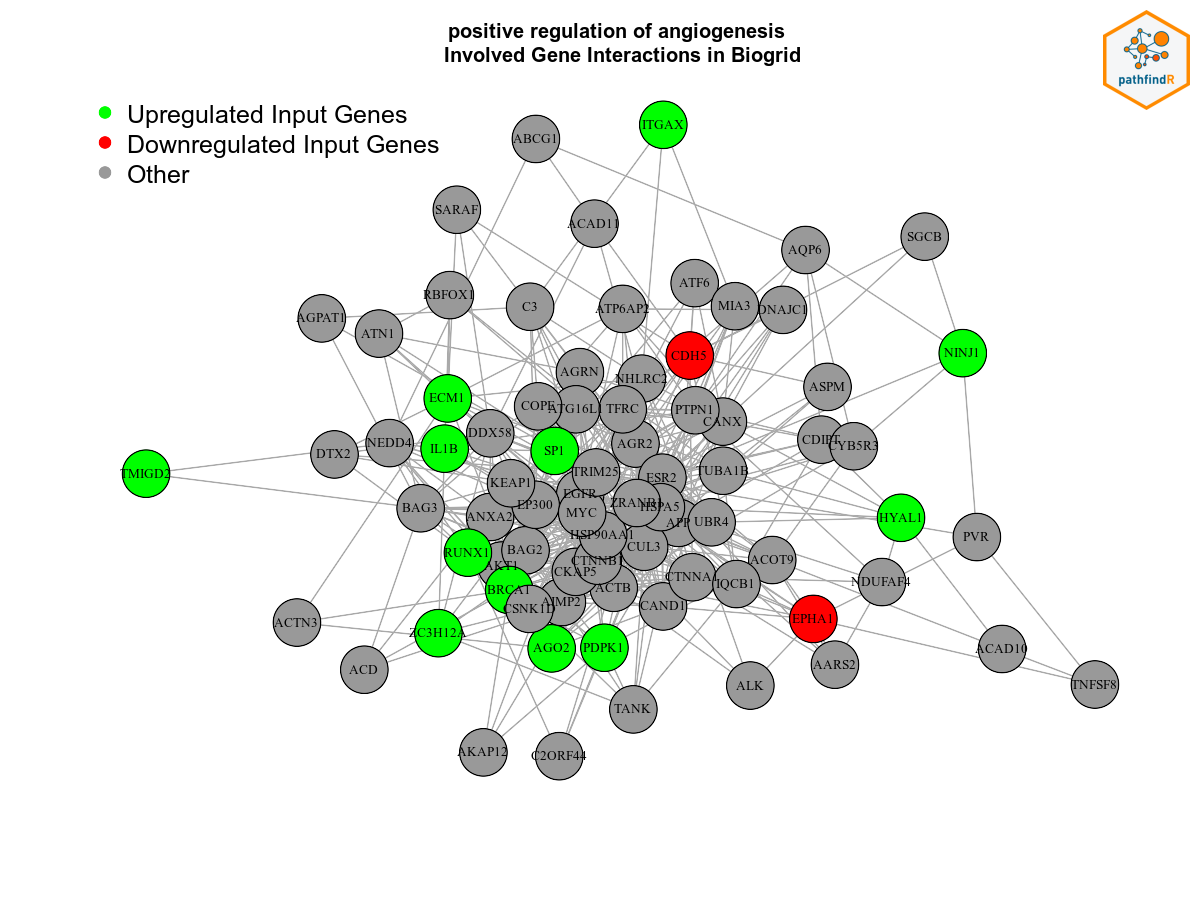 positive regulation of angiogenesis
Involved Gene Interactions in Biogrid
pathfindR
Upregulated Input Genes
Downregulated Input Genes
Other
ITGAX
ABCG1
SARAF
ACAD11
SGCB
AQP6
ATF6
RBFOX1
C3
ATP6AP2
MIA3
DNAJC1
AGPAT1
ATN1
NINJ1
CDH5
AGRN
NHLRC2
ASPM
ECM1
COPE
ATG16L1
TFRC
PTPN1
CANX
DDX58
NEDD4
IL1B
SP1
AGR2
CYB5R3
DTX2
TMIGD2
TRIM25
ESR2
TUBA1B
KEAP1
EGFR
BAG3
ANXA2
EP300
MYC
ZRANB1
HSPA5
APP
UBR4
HYAL1
PVR
HSP90AA1
RUNX1
BAG2
CUL3
AKT1
CKAP5
CTNNB1
CTNNA1
IQCB1
ACOT9
NDUFAF4
BRCA1
CSNK1D
AIMP2
ACTB
CAND1
EPHA1
ACTN3
ZC3H12A
AGO2
PDPK1
ACAD10
ACD
AARS2
ALK
TNFSF8
TANK
AKAP12
C2ORF44